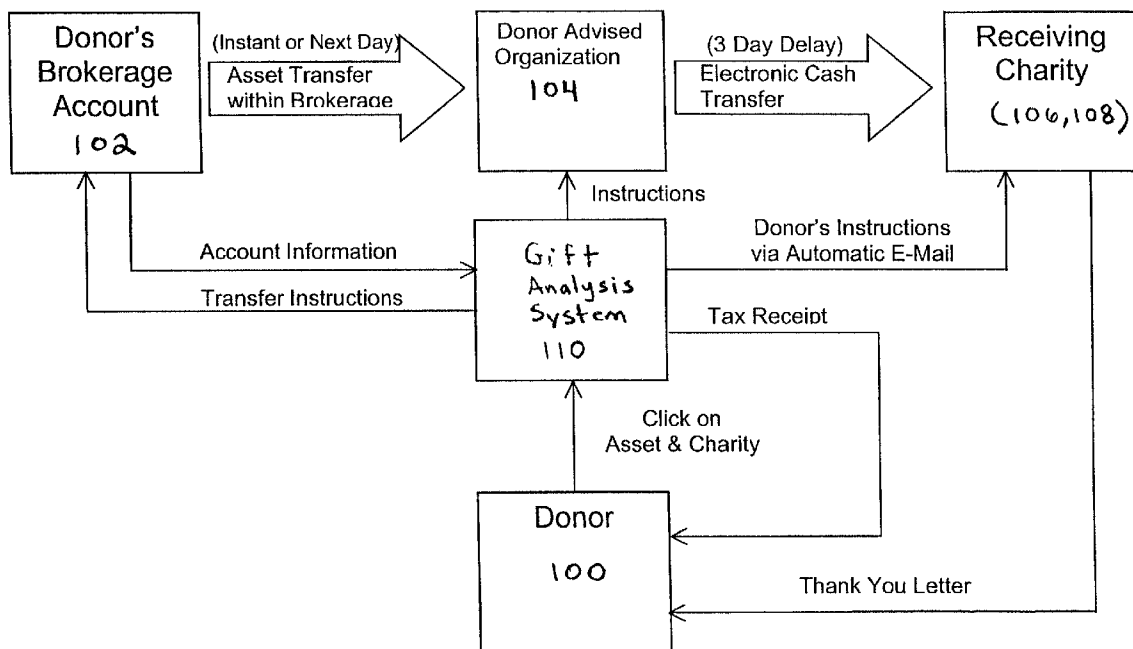 Donor's
Brokerage
Account
102
(Instant or Next Day)
Asset Transfer
within Brokerage
Donor Advised
Organization
104
(3 Day Delay)
Electronic Cash
Transfer
Receiving
Charity
(106,108)
Instructions
Account Information
Transfer Instructions
Gift
Analysis
System
110
Donor's Instructions
via Automatic E-Mail
Tax Receipt
Click on
Asset & Charity
Donor
100
Thank You Letter